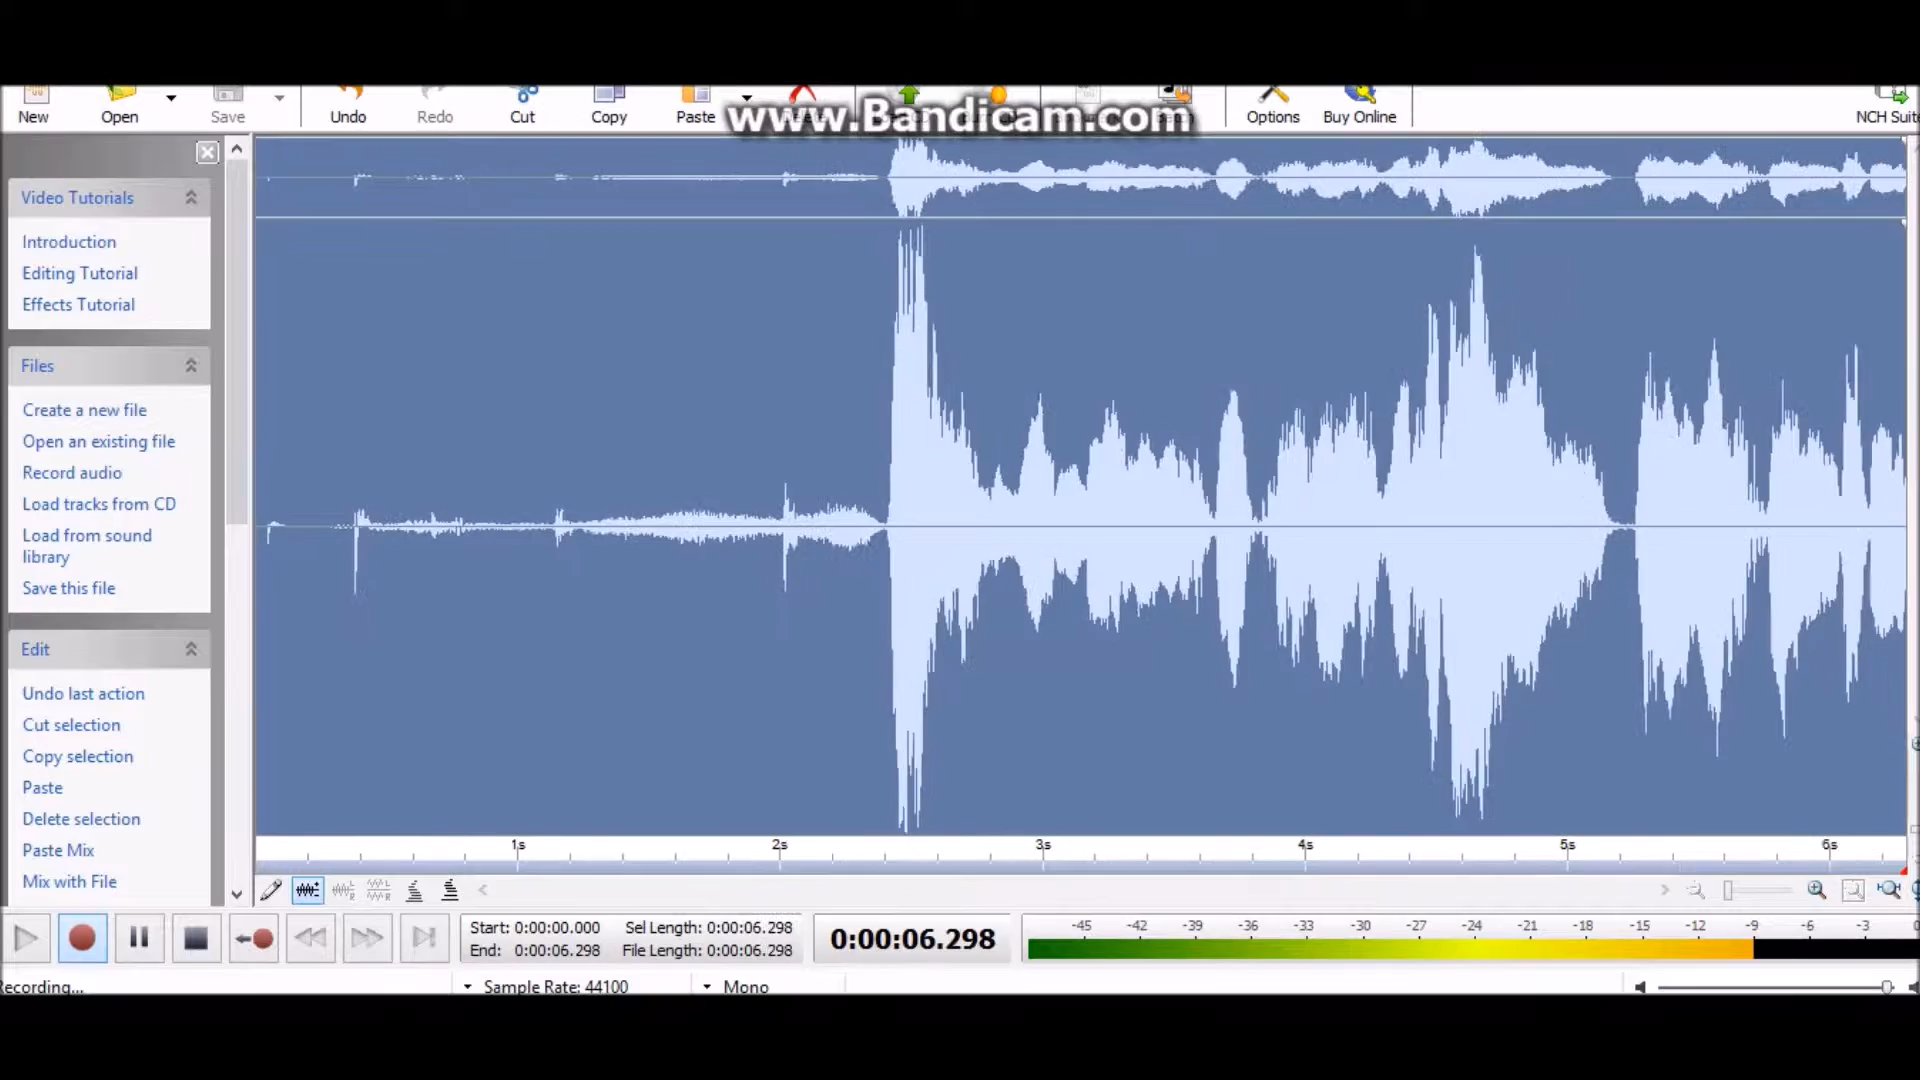 www.Bandicam.com
New Open Save Undo Redo Cut Copy Paste Options Buy Online NCH Suite
Video Tutorials
Introduction
Editing Tutorial
Effects Tutorial
Files
Create a new file
Open an existing file
Record audio
Load tracks from CD
Load from sound
library
Save this file
Edit
Undo last action
Cut selection
Copy selection
Paste
Delete selection
Paste Mix
Mix with File
1s 2s 3s 4s 5s 6s
Start: 0:00:00.000 Sel Length: 0:00:06.298
End: 0:00:06.298 File Length: 0:00:06.298
0:00:06.298
-45 -42 -39 -36 -33 -30 -27 -24 -21 -18 -15 -12 -9 -6 -3 0
ecording...
Sample Rate: 44100
Mono